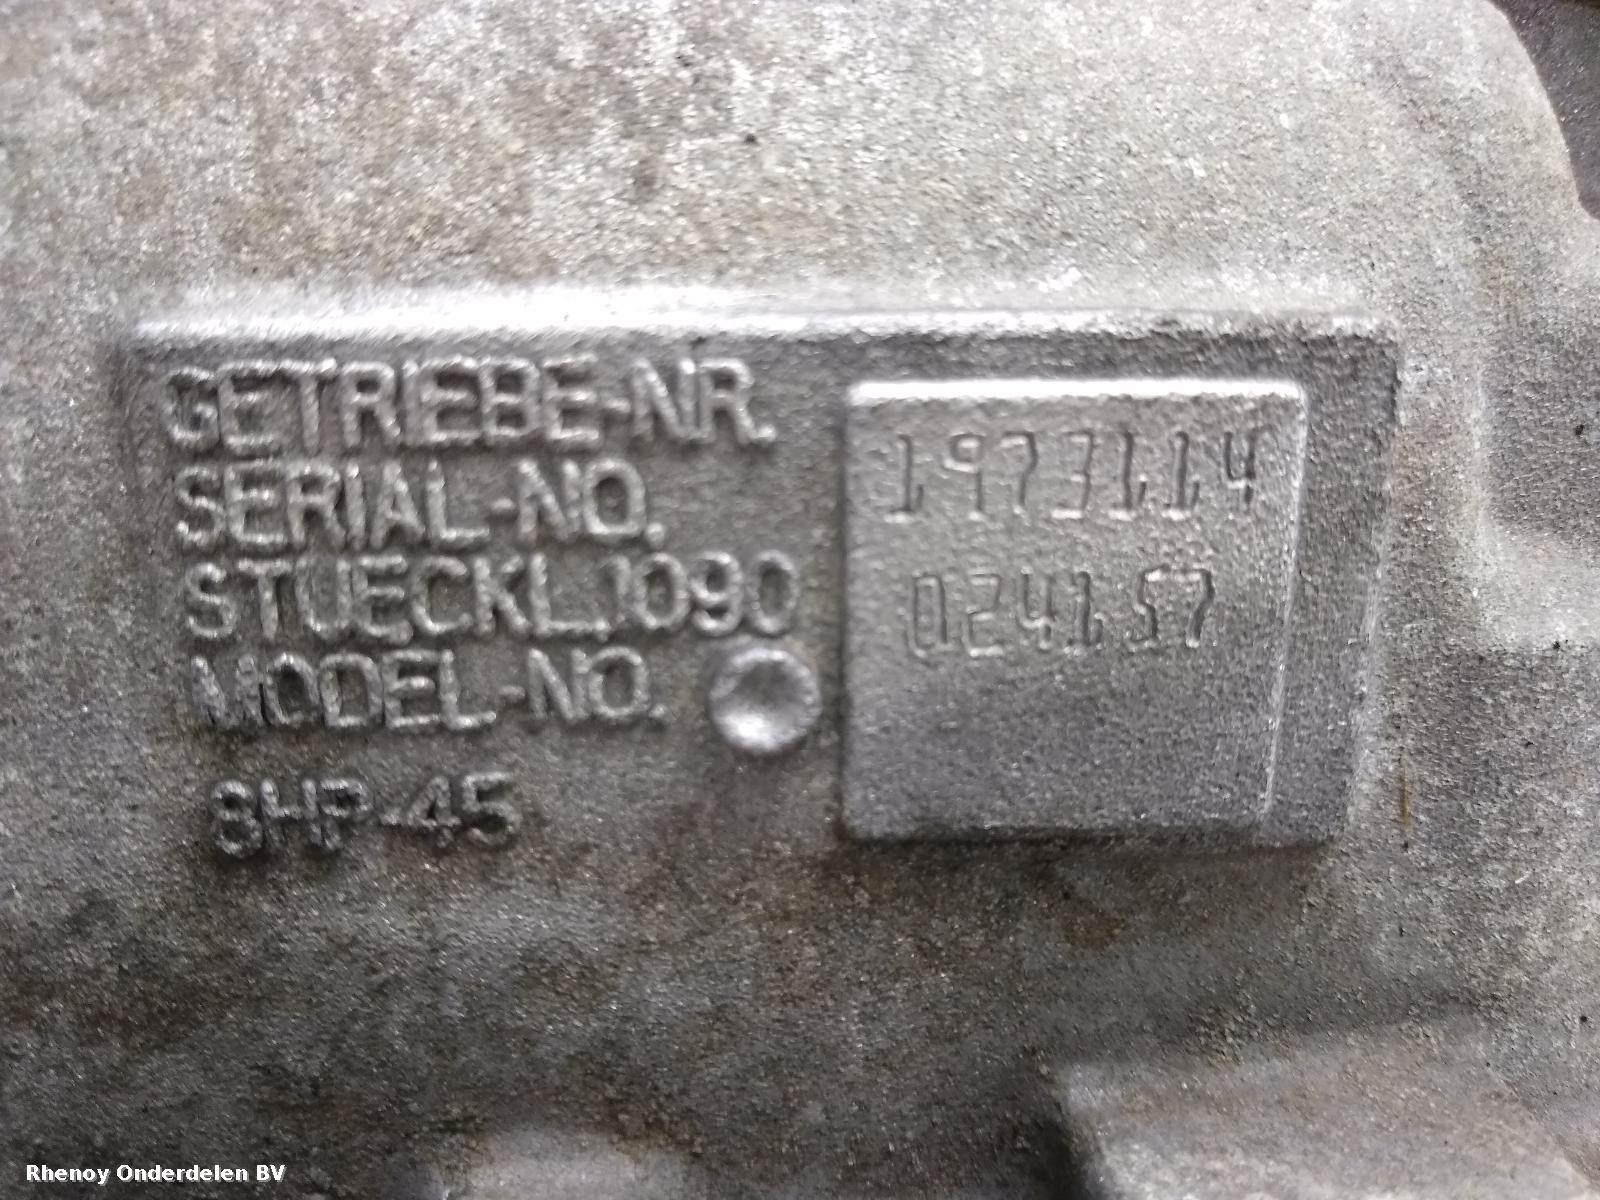 GETRIEBE-NR. 1973114
SERIAL-NO.
STUECKL.1090 024157
MODEL-NO.
8HP-45
Rhenoy Onderdelen BV